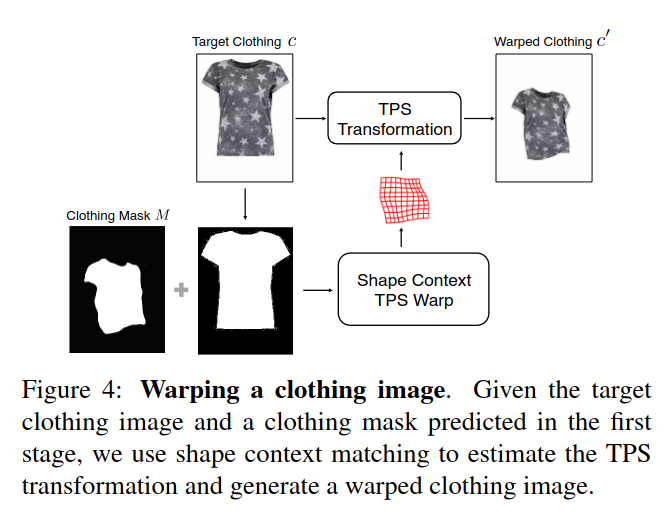 Target Clothing c
Warped Clothing c′
TPS
Transformation
Clothing Mask M
Shape Context
TPS Warp
Figure 4: Warping a clothing image. Given the target
clothing image and a clothing mask predicted in the first
stage, we use shape context matching to estimate the TPS
transformation and generate a warped clothing image.